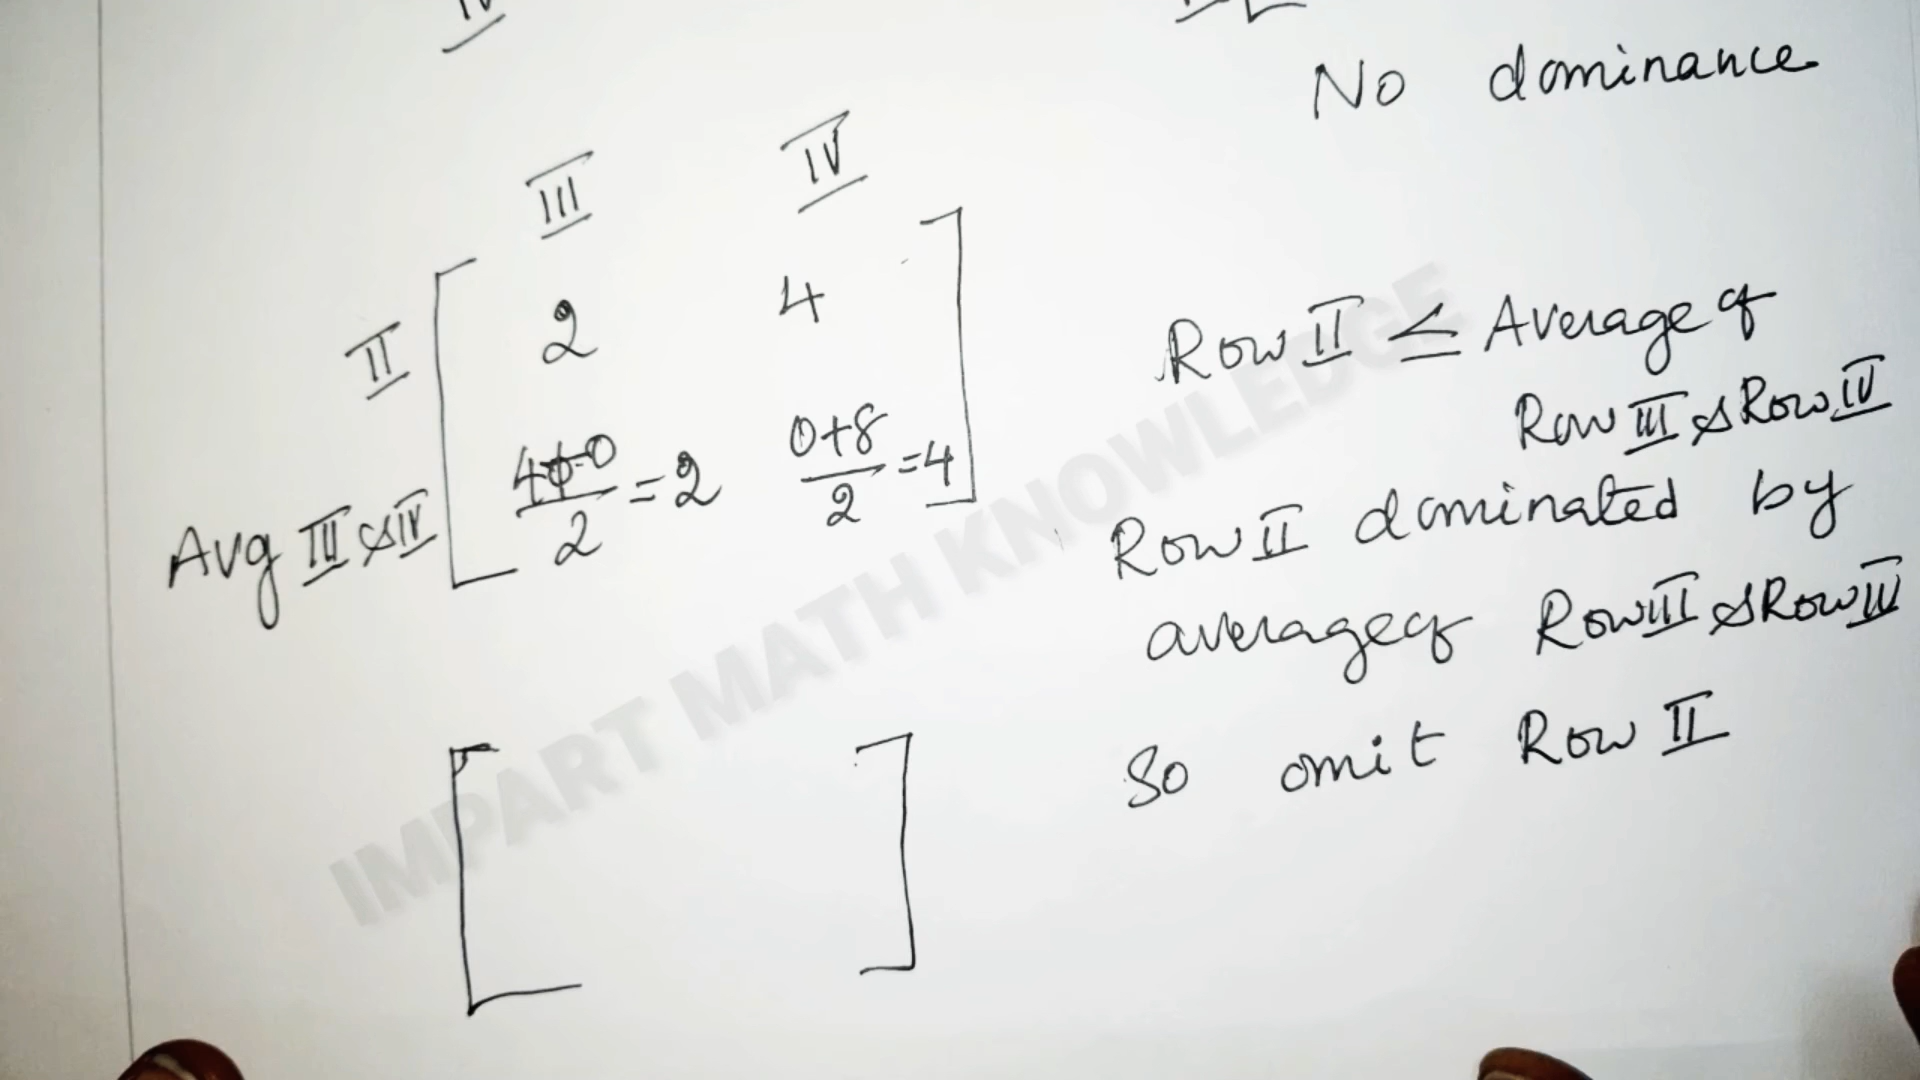 IV
No dominance
III IV
II 2 4
Avg III & IV 4+0/2 = 2 0+8/2 = 4
Row II ≤ Average of
Row III & Row IV
Row II dominated by
average of Row III & Row IV
So omit Row II
IMPART MATH KNOWLEDGE